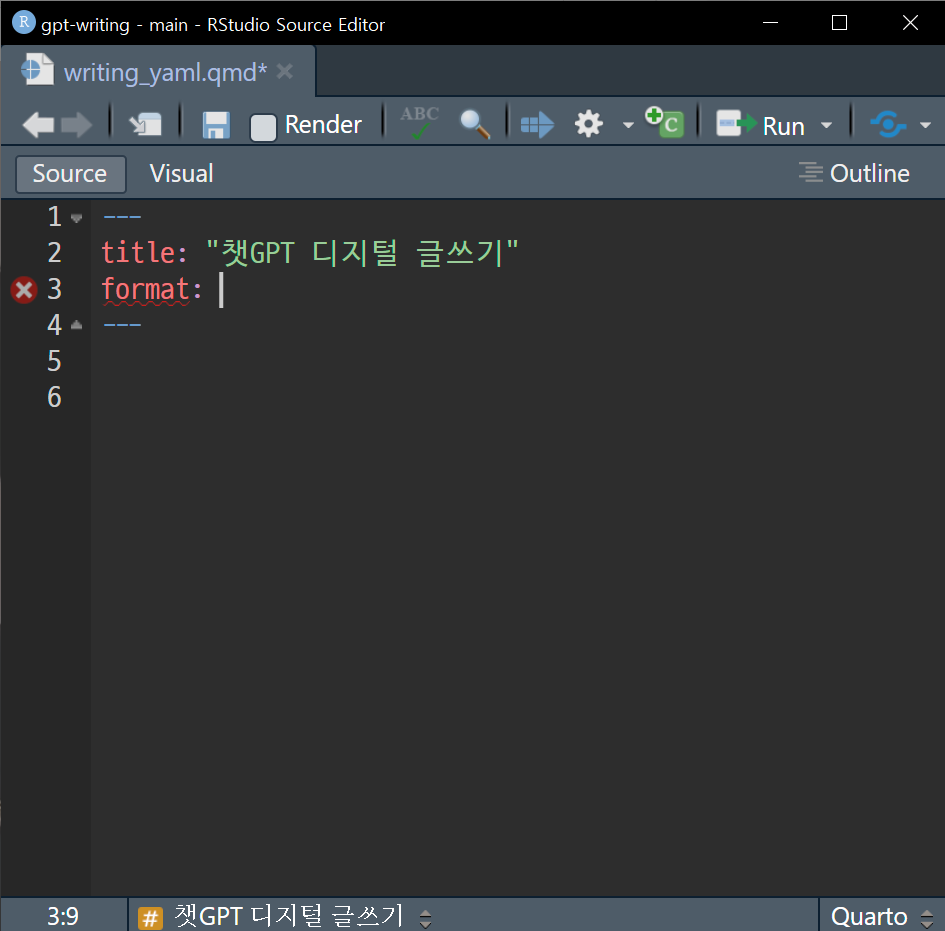 gpt-writing - main - RStudio Source Editor
writing_yaml.qmd*
ABC
Render
C
Run
Source
Visual
Outline
1
---
2
title: "챗GPT 디지털 글쓰기"
3
format:
4
---
5
6
3:9
# 챗GPT 디지털 글쓰기
Quarto